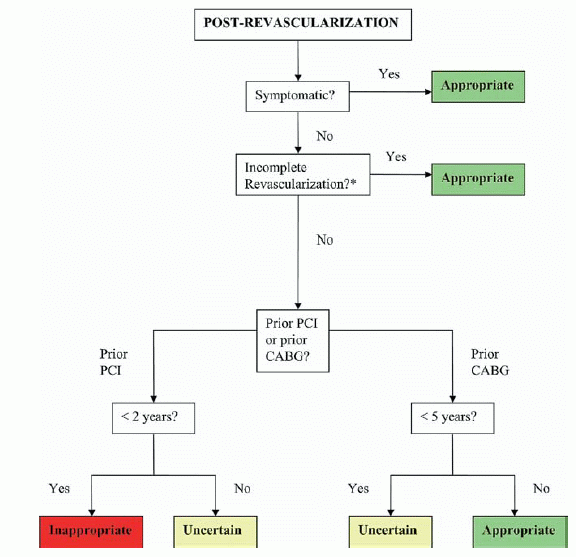 POST-REVASCULARIZATION
Yes
Symptomatic?
Appropriate
No
Yes
Incomplete
Revascularization?*
Appropriate
No
Prior PCI
or prior
CABG?
Prior
PCI
Prior
CABG
< 2 years?
< 5 years?
Yes
No
Yes
No
Inappropriate
Uncertain
Uncertain
Appropriate